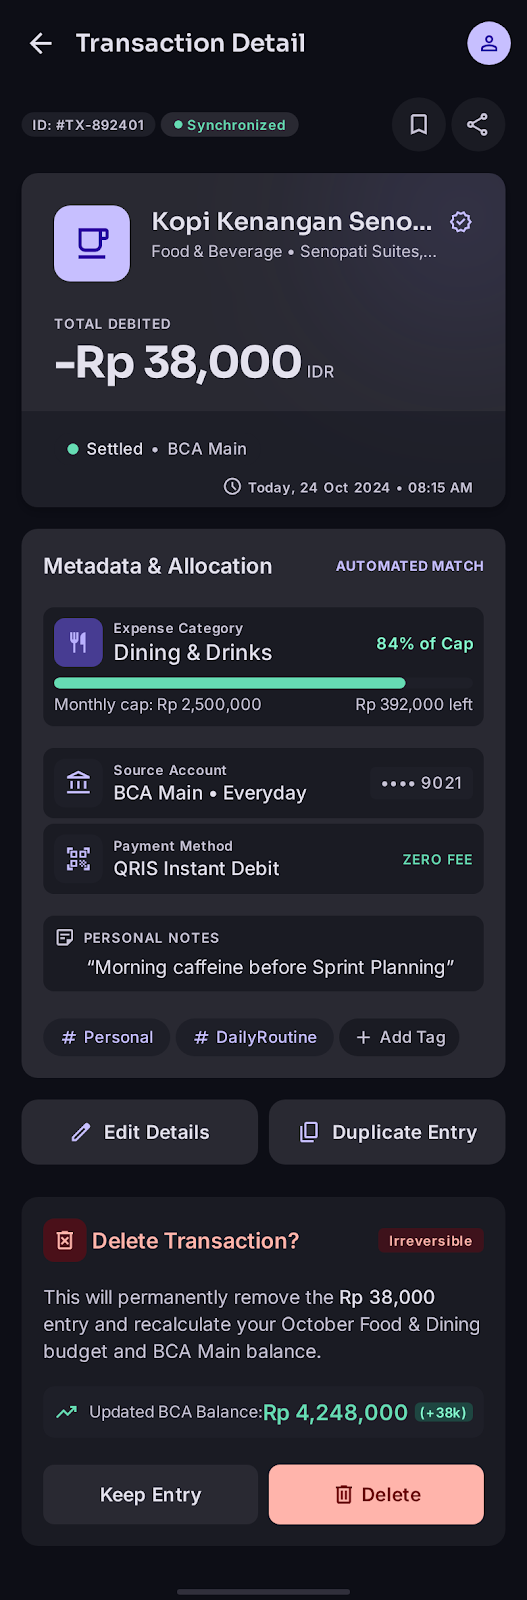 Transaction Detail
ID: #TX-892401
Synchronized
Kopi Kenangan Seno...
Food & Beverage • Senopati Suites,...
TOTAL DEBITED
-Rp 38,000 IDR
Settled • BCA Main
Today, 24 Oct 2024 • 08:15 AM
Metadata & Allocation
AUTOMATED MATCH
Expense Category
Dining & Drinks
84% of Cap
Monthly cap: Rp 2,500,000
Rp 392,000 left
Source Account
BCA Main • Everyday
•••• 9021
Payment Method
QRIS Instant Debit
ZERO FEE
PERSONAL NOTES
“Morning caffeine before Sprint Planning”
# Personal
# DailyRoutine
+ Add Tag
Edit Details
Duplicate Entry
Delete Transaction?
Irreversible
This will permanently remove the Rp 38,000
entry and recalculate your October Food & Dining
budget and BCA Main balance.
Updated BCA Balance: Rp 4,248,000 (+38k)
Keep Entry
Delete